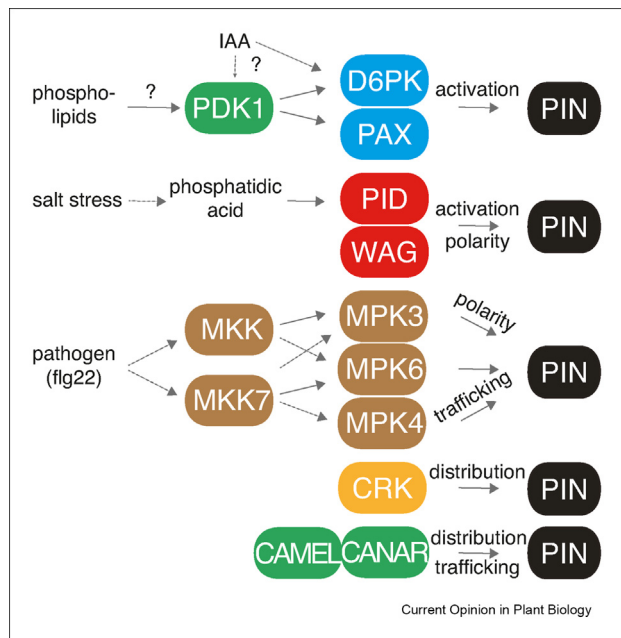 IAA
?
?
phospho-
lipids
PDK1
D6PK
PAX
activation
PIN
salt stress
phosphatidic
acid
PID
WAG
activation
polarity
PIN
pathogen
(flg22)
MKK
MKK7
MPK3
MPK6
MPK4
polarity
trafficking
PIN
CRK
distribution
PIN
CAMEL
CANAR
distribution
trafficking
PIN
Current Opinion in Plant Biology